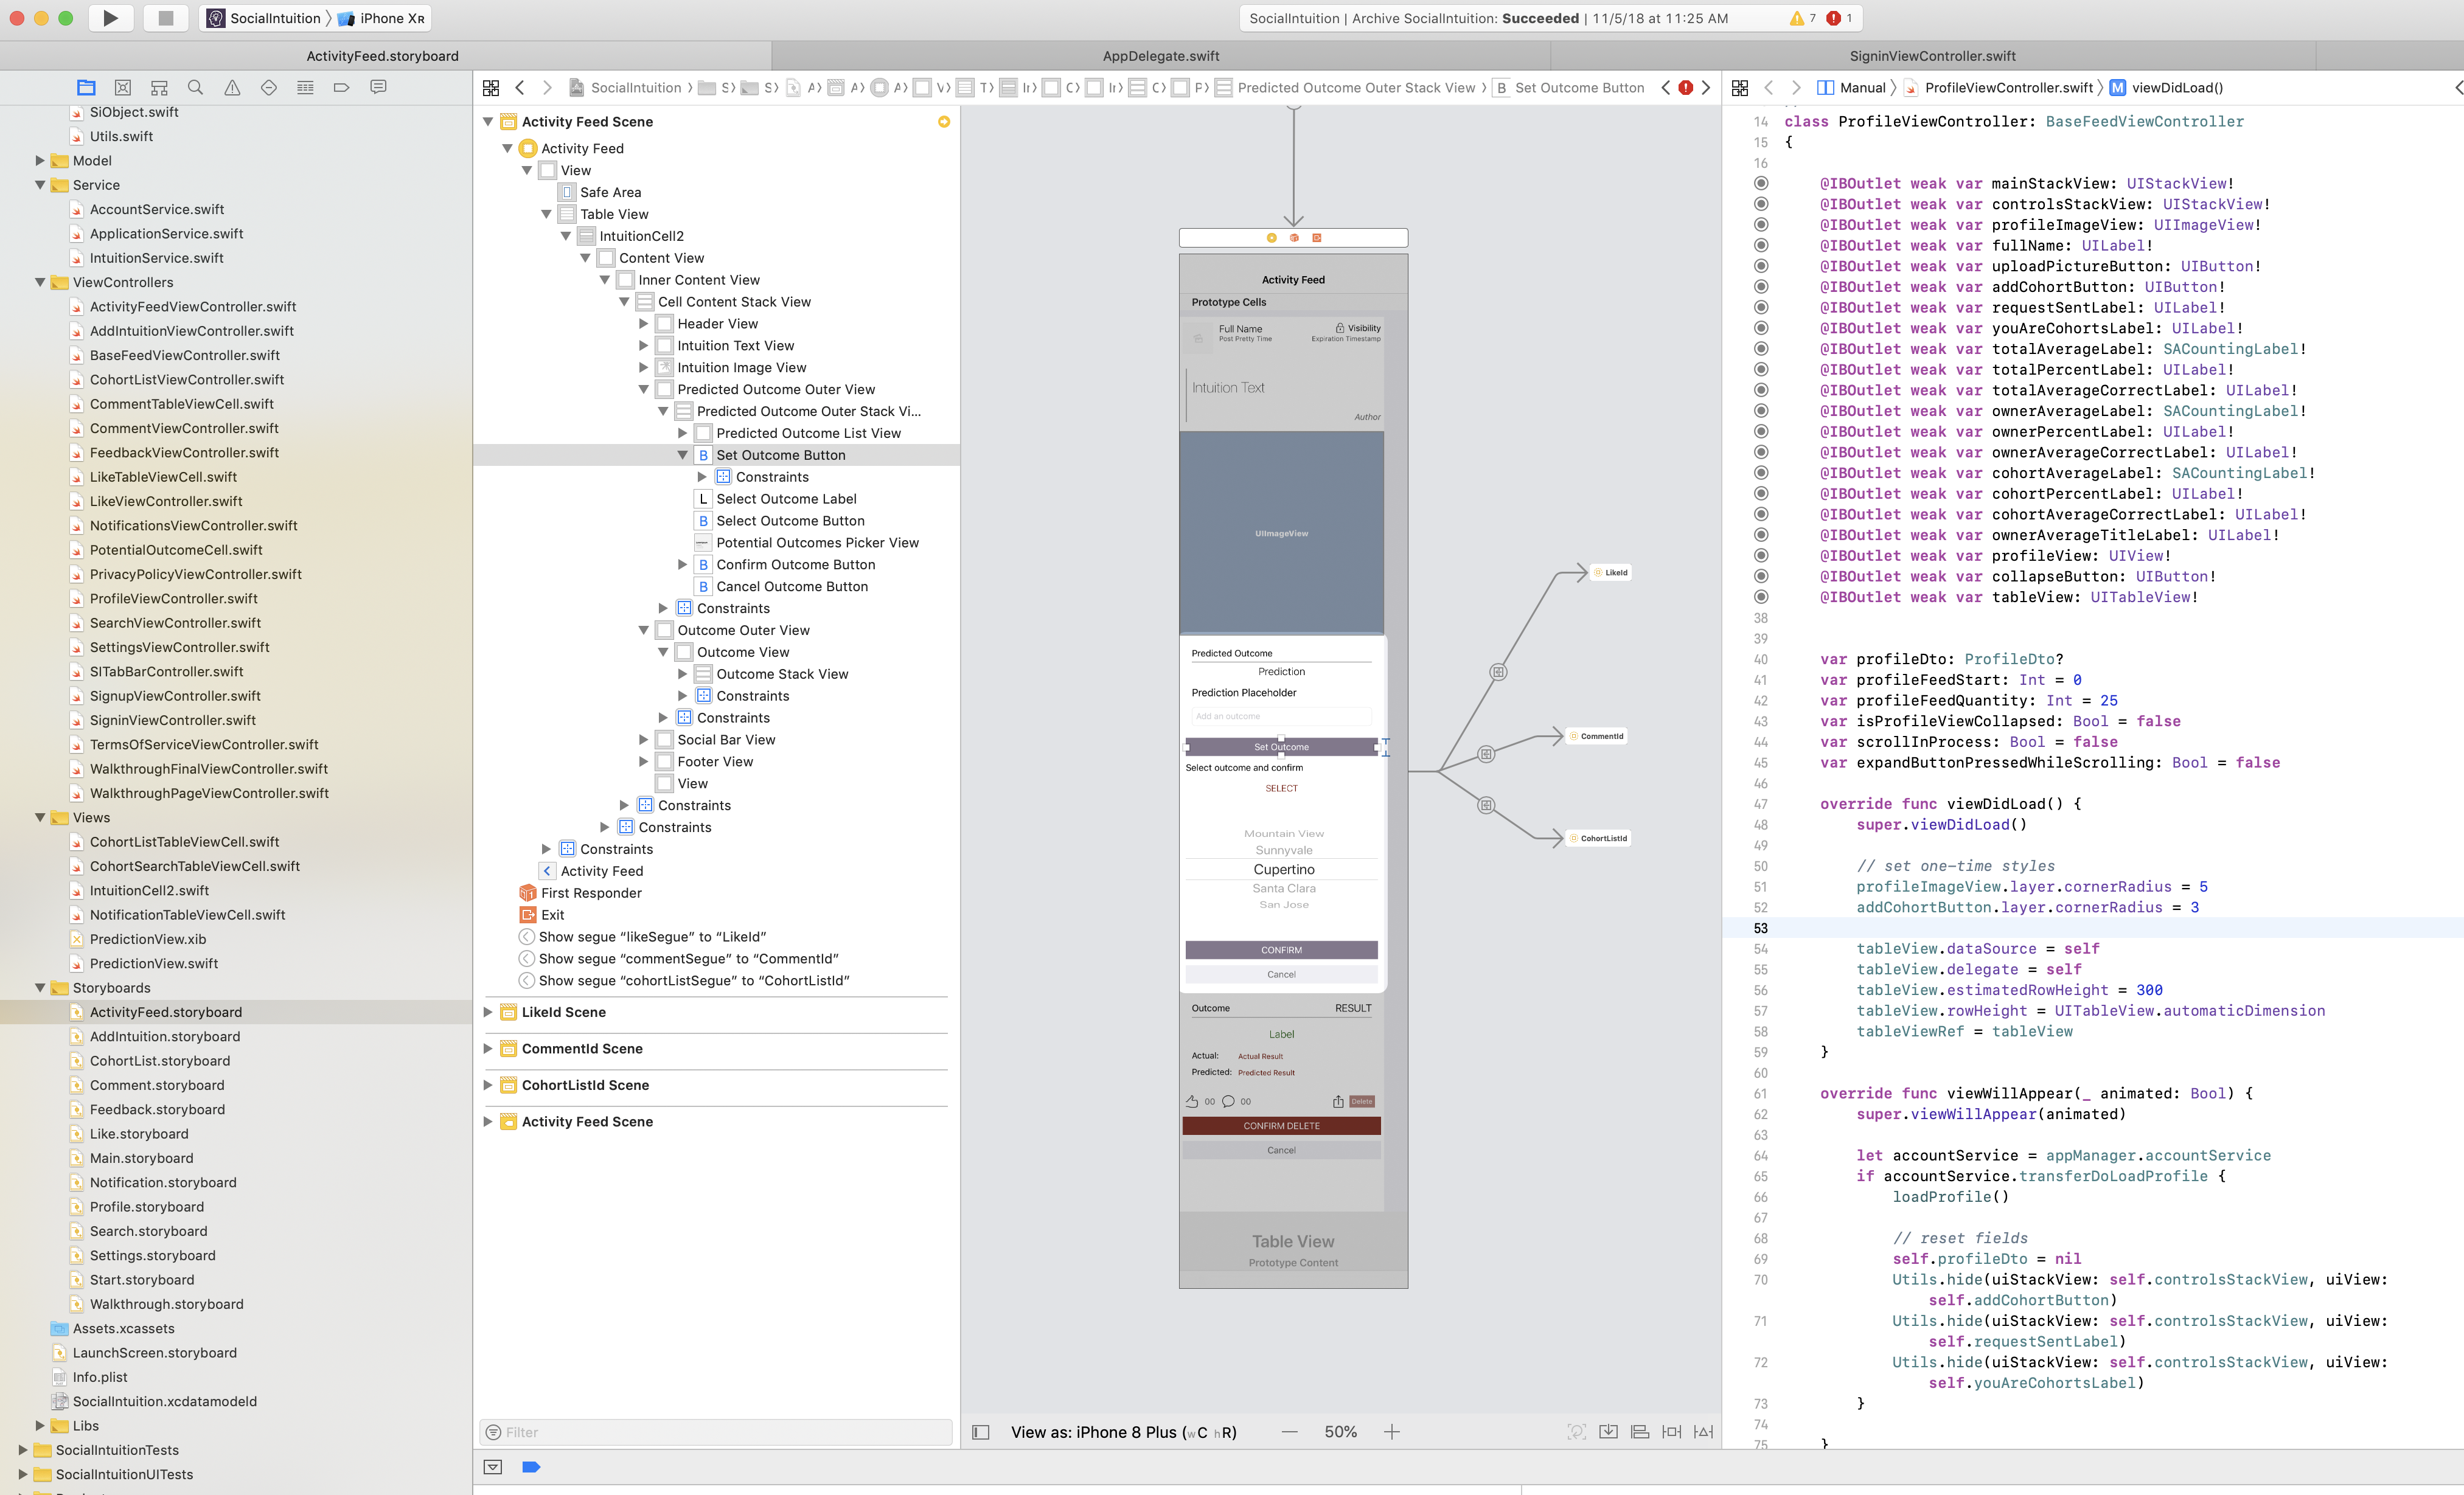 SocialIntuition
iPhone XR
SocialIntuition | Archive SocialIntuition: Succeeded | 11/5/18 at 11:25 AM
7
1
ActivityFeed.storyboard
AppDelegate.swift
SigninViewController.swift
SiObject.swift
Utils.swift
Model
Service
AccountService.swift
ApplicationService.swift
IntuitionService.swift
ViewControllers
ActivityFeedViewController.swift
AddIntuitionViewController.swift
BaseFeedViewController.swift
CohortListViewController.swift
CommentTableViewCell.swift
CommentViewController.swift
FeedbackViewController.swift
LikeTableViewCell.swift
LikeViewController.swift
NotificationsViewController.swift
PotentialOutcomeCell.swift
PrivacyPolicyViewController.swift
ProfileViewController.swift
SearchViewController.swift
SettingsViewController.swift
SITabBarController.swift
SignupViewController.swift
SigninViewController.swift
TermsOfServiceViewController.swift
WalkthroughFinalViewController.swift
WalkthroughPageViewController.swift
Views
CohortListTableViewCell.swift
CohortSearchTableViewCell.swift
IntuitionCell2.swift
NotificationTableViewCell.swift
PredictionView.xib
PredictionView.swift
Storyboards
ActivityFeed.storyboard
AddIntuition.storyboard
CohortList.storyboard
Comment.storyboard
Feedback.storyboard
Like.storyboard
Main.storyboard
Notification.storyboard
Profile.storyboard
Search.storyboard
Settings.storyboard
Start.storyboard
Walkthrough.storyboard
Assets.xcassets
LaunchScreen.storyboard
Info.plist
SocialIntuition.xcdatamodeld
Libs
SocialIntuitionTests
SocialIntuitionUITests
SocialIntuition S S A A A V T Ir C Ir C P Predicted Outcome Outer Stack View B Set Outcome Button
Activity Feed Scene
Activity Feed
View
Safe Area
Table View
IntuitionCell2
Content View
Inner Content View
Cell Content Stack View
Header View
Intuition Text View
Intuition Image View
Predicted Outcome Outer View
Predicted Outcome Outer Stack Vi...
Predicted Outcome List View
B Set Outcome Button
Constraints
L Select Outcome Label
B Select Outcome Button
Potential Outcomes Picker View
B Confirm Outcome Button
B Cancel Outcome Button
Constraints
Outcome Outer View
Outcome View
Outcome Stack View
Constraints
Constraints
Social Bar View
Footer View
View
Constraints
Constraints
Constraints
Activity Feed
First Responder
Exit
Show segue “likeSegue” to “LikeId”
Show segue “commentSegue” to “CommentId”
Show segue “cohortListSegue” to “CohortListId”
LikeId Scene
CommentId Scene
CohortListId Scene
Activity Feed Scene
Filter
Activity Feed
Prototype Cells
Full Name
Visibility
Post Pretty Time
Expiration Timestamp
Intuition Text
Author
UIImageView
Predicted Outcome
Prediction
Prediction Placeholder
Add an outcome
Set Outcome
Select outcome and confirm
SELECT
Mountain View
Sunnyvale
Cupertino
Santa Clara
San Jose
CONFIRM
Cancel
Outcome
RESULT
Label
Actual: Actual Result
Predicted: Predicted Result
00 00 Delete
CONFIRM DELETE
Cancel
Table View
Prototype Content
LikeId
CommentId
CohortListId
View as: iPhone 8 Plus (wC hR)
50%
Manual ProfileViewController.swift M viewDidLoad()
14 class ProfileViewController: BaseFeedViewController
15 {
16
@IBOutlet weak var mainStackView: UIStackView!
@IBOutlet weak var controlsStackView: UIStackView!
@IBOutlet weak var profileImageView: UIImageView!
@IBOutlet weak var fullName: UILabel!
@IBOutlet weak var uploadPictureButton: UIButton!
@IBOutlet weak var addCohortButton: UIButton!
@IBOutlet weak var requestSentLabel: UILabel!
@IBOutlet weak var youAreCohortsLabel: UILabel!
@IBOutlet weak var totalAverageLabel: SACountingLabel!
@IBOutlet weak var totalPercentLabel: UILabel!
@IBOutlet weak var totalAverageCorrectLabel: UILabel!
@IBOutlet weak var ownerAverageLabel: SACountingLabel!
@IBOutlet weak var ownerPercentLabel: UILabel!
@IBOutlet weak var ownerAverageCorrectLabel: UILabel!
@IBOutlet weak var cohortAverageLabel: SACountingLabel!
@IBOutlet weak var cohortPercentLabel: UILabel!
@IBOutlet weak var cohortAverageCorrectLabel: UILabel!
@IBOutlet weak var ownerAverageTitleLabel: UILabel!
@IBOutlet weak var profileView: UIView!
@IBOutlet weak var collapseButton: UIButton!
@IBOutlet weak var tableView: UITableView!
38
39
40 var profileDto: ProfileDto?
41 var profileFeedStart: Int = 0
42 var profileFeedQuantity: Int = 25
43 var isProfileViewCollapsed: Bool = false
44 var scrollInProcess: Bool = false
45 var expandButtonPressedWhileScrolling: Bool = false
46
47 override func viewDidLoad() {
48 super.viewDidLoad()
49
50 // set one-time styles
51 profileImageView.layer.cornerRadius = 5
52 addCohortButton.layer.cornerRadius = 3
53
54 tableView.dataSource = self
55 tableView.delegate = self
56 tableView.estimatedRowHeight = 300
57 tableView.rowHeight = UITableView.automaticDimension
58 tableViewRef = tableView
59 }
60
61 override func viewWillAppear(_ animated: Bool) {
62 super.viewWillAppear(animated)
63
64 let accountService = appManager.accountService
65 if accountService.transferDoLoadProfile {
66 loadProfile()
67
68 // reset fields
69 self.profileDto = nil
70 Utils.hide(uiStackView: self.controlsStackView, uiView:
self.addCohortButton)
71 Utils.hide(uiStackView: self.controlsStackView, uiView:
self.requestSentLabel)
72 Utils.hide(uiStackView: self.controlsStackView, uiView:
self.youAreCohortsLabel)
73 }
74
75 }